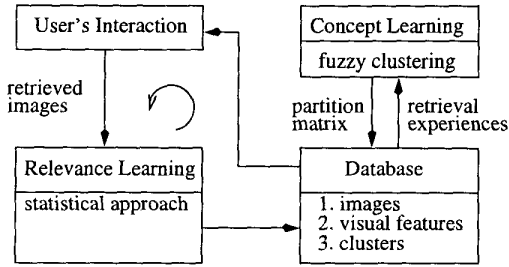 User's Interaction
Concept Learning
fuzzy clustering
retrieved
images
partition
matrix
retrieval
experiences
Relevance Learning
statistical approach
Database
1. images
2. visual features
3. clusters